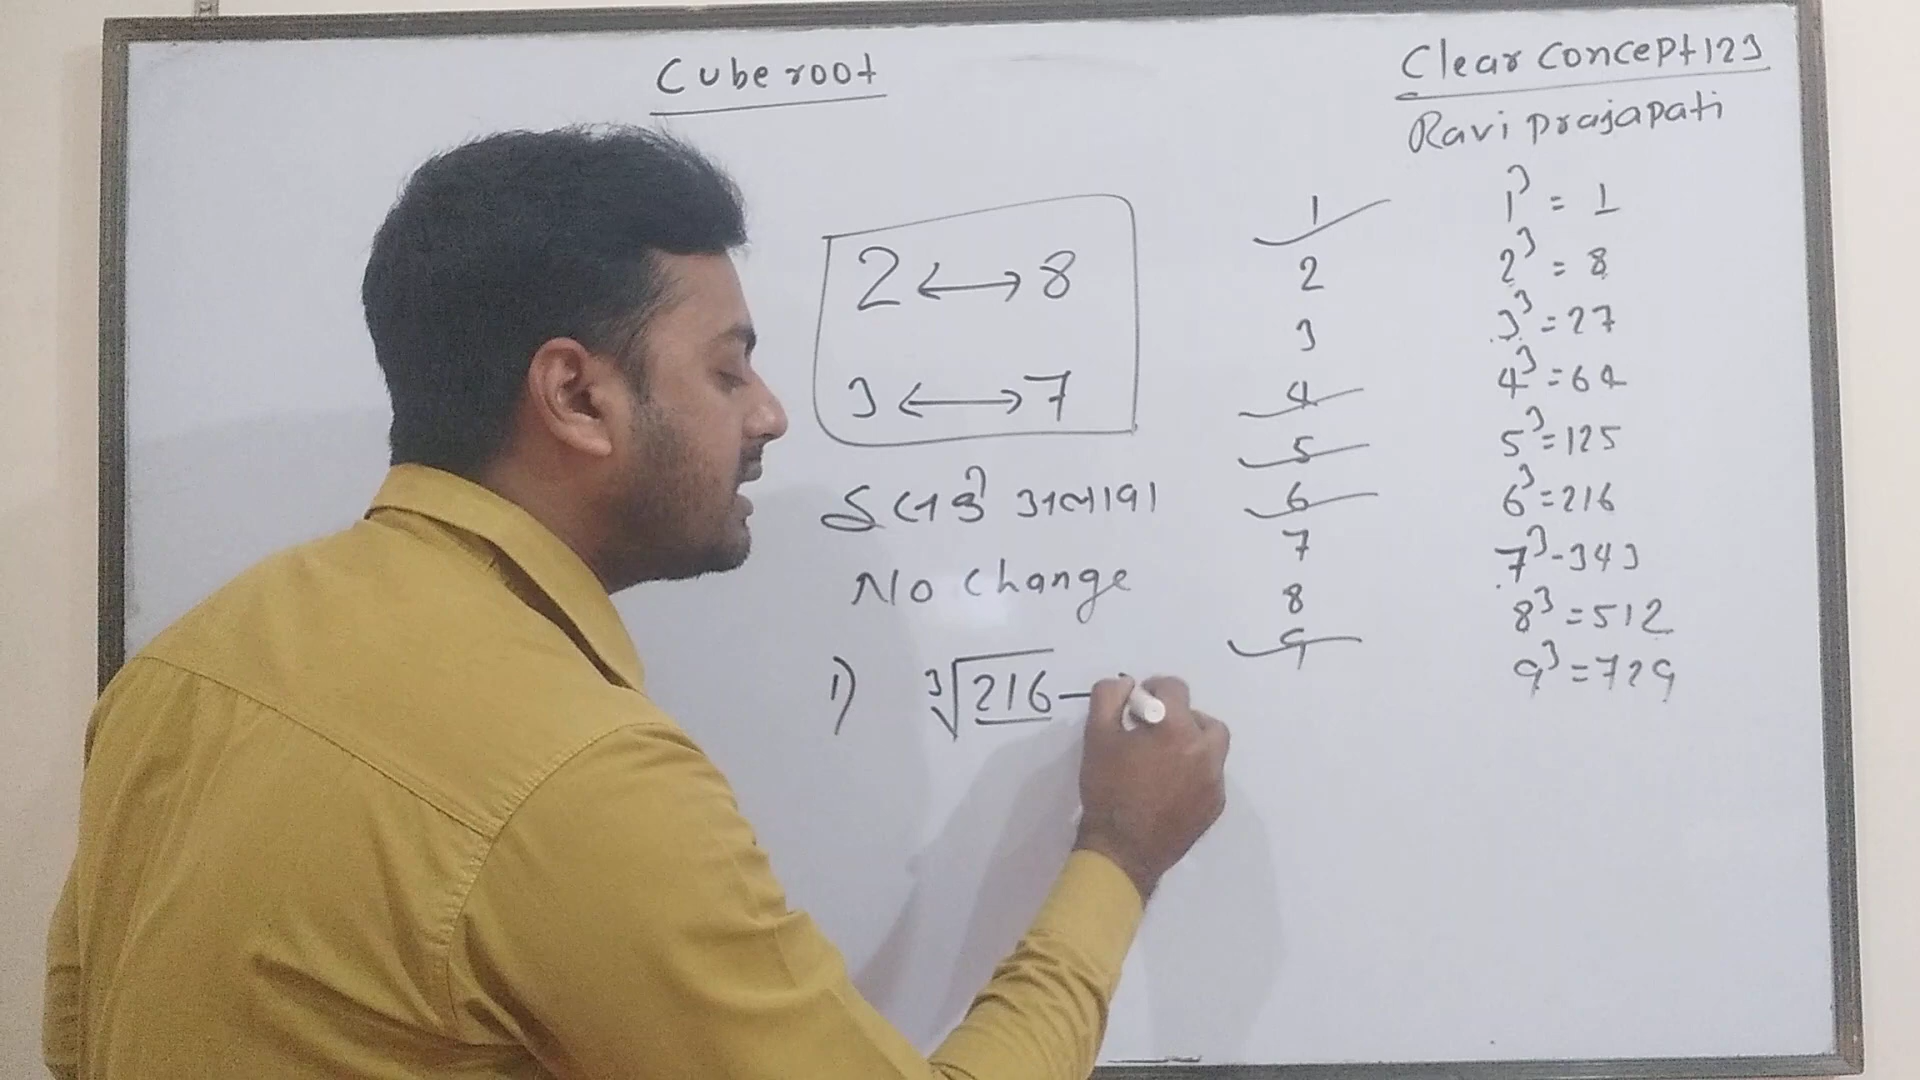 Cube root
Clear Concept 123
Ravi Prajapati
2 ↔ 8
3 ↔ 7
No Change
1) ∛216 -
1
2
3
4
5
6
7
8
9
1³ = 1
2³ = 8
3³ = 27
4³ = 64
5³ = 125
6³ = 216
7³ - 343
8³ = 512
9³ = 729